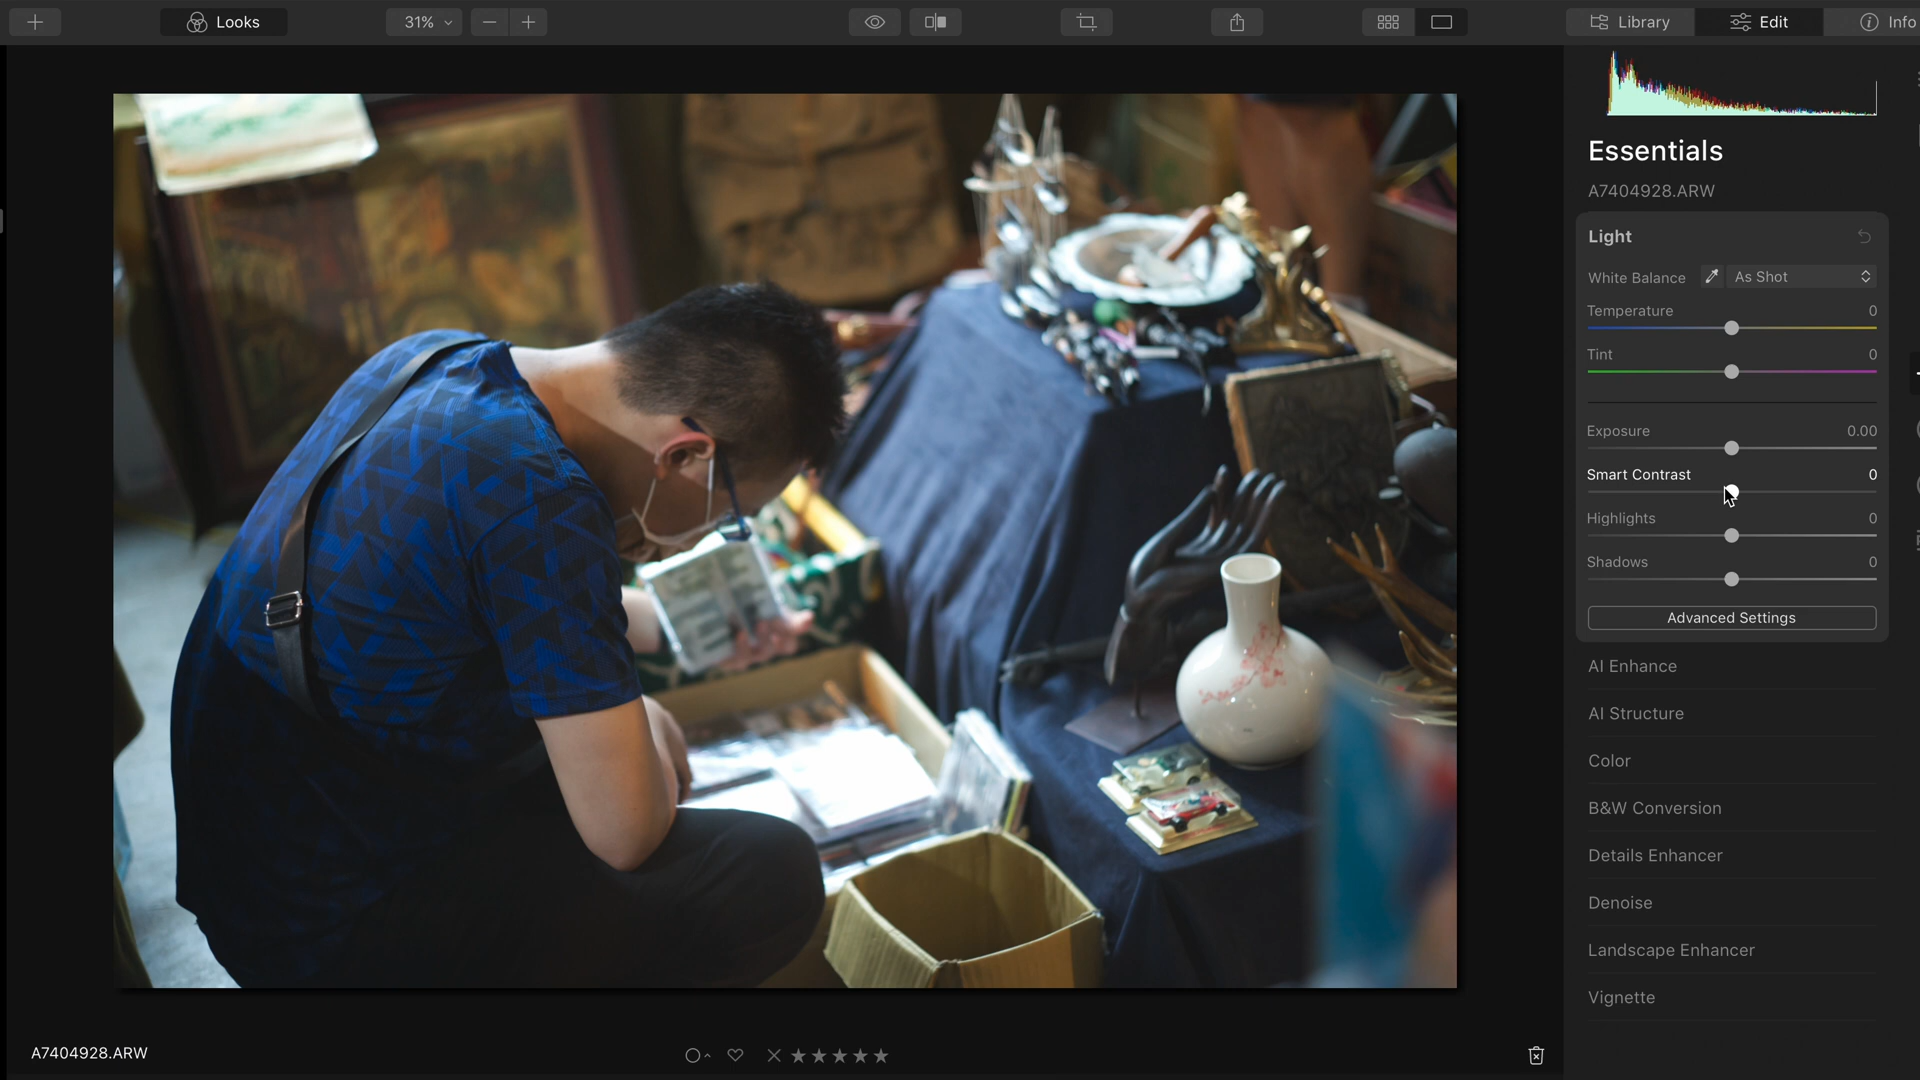 Looks
31%
Library
Edit
Info
Essentials
A7404928.ARW
Light
White Balance
As Shot
Temperature
0
Tint
0
Exposure
0.00
Smart Contrast
0
Highlights
0
Shadows
0
Advanced Settings
AI Enhance
AI Structure
Color
B&W Conversion
Details Enhancer
Denoise
Landscape Enhancer
Vignette
A7404928.ARW